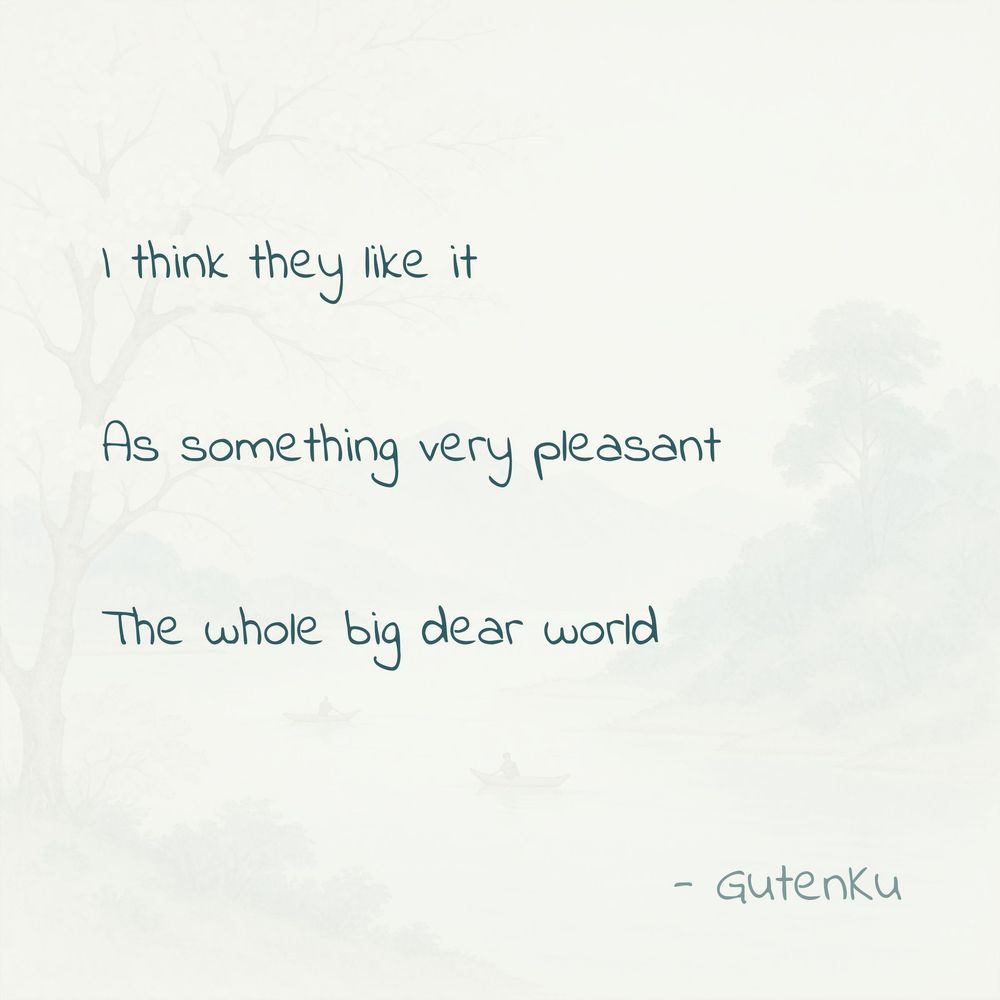 I think they like it
As something very pleasant
The whole big dear world
- GutenKu